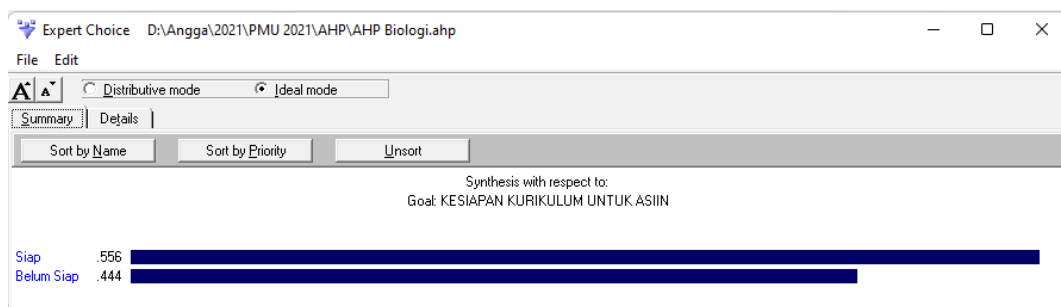 Expert Choice D:\Angga\2021\PMU 2021\AHP\AHP Biologi.ahp
File Edit
A A Distributive mode Ideal mode
Summary Details
Sort by Name Sort by Priority Unsort
Synthesis with respect to:
Goal: KESIAPAN KURIKULUM UNTUK ASIIN
Siap .556
Belum Siap .444